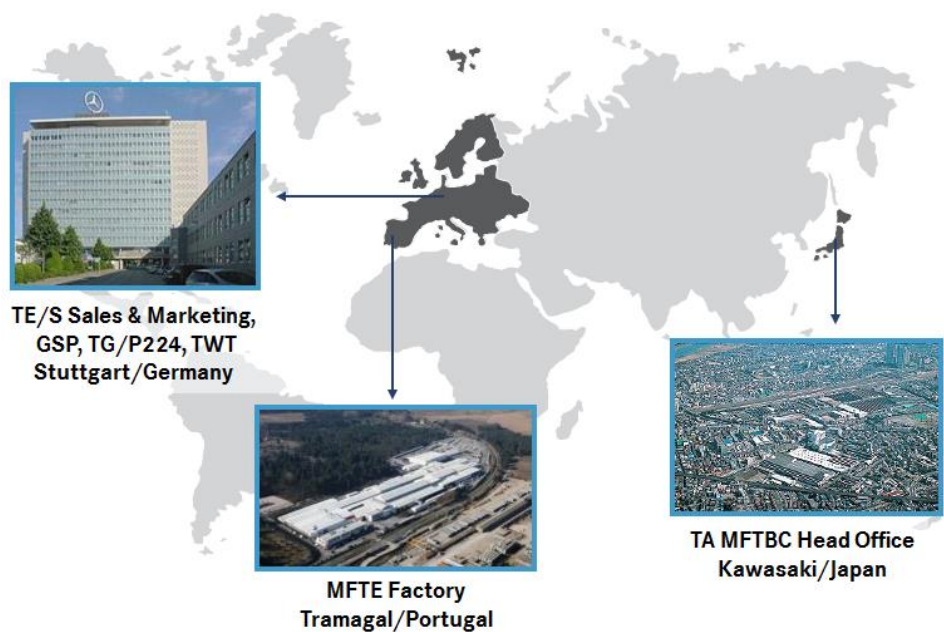 TE/S Sales & Marketing,
GSP, TG/P224, TWT
Stuttgart/Germany
MFTE Factory
Tramagal/Portugal
TA MFTBC Head Office
Kawasaki/Japan